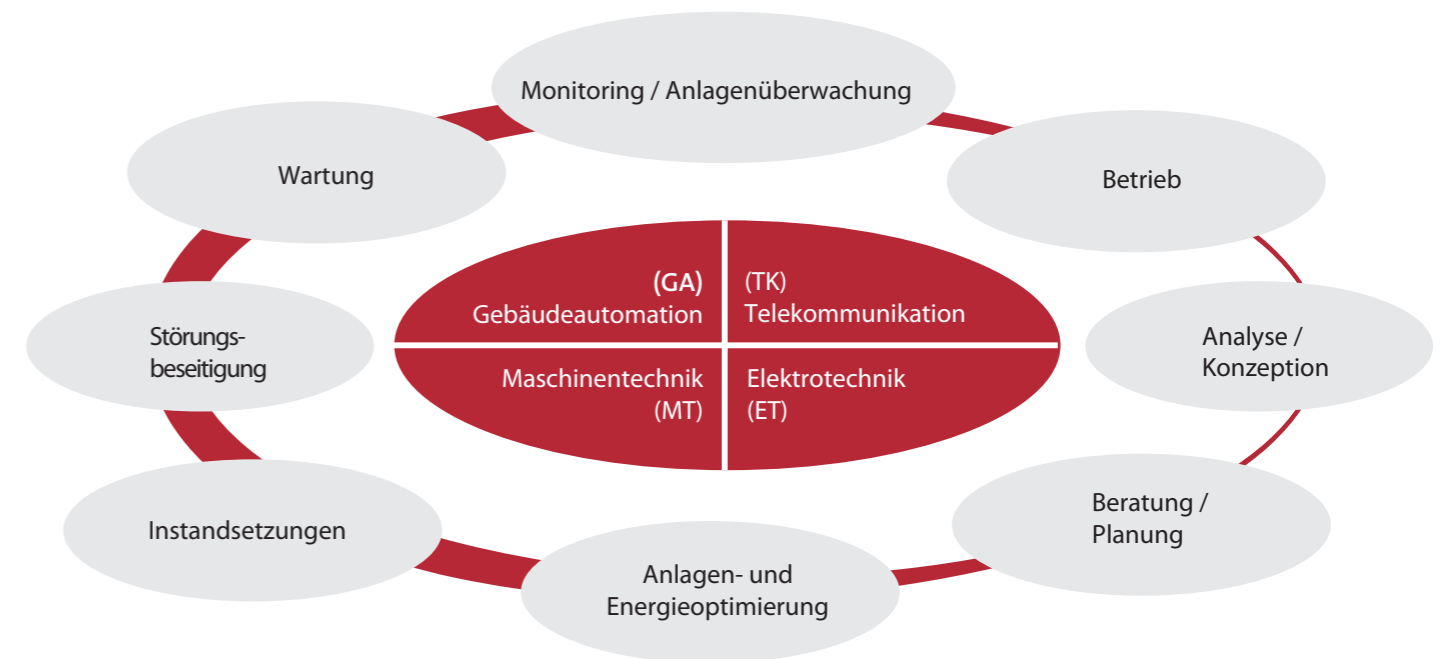 Monitoring / Anlagenüberwachung
Wartung
Betrieb
(GA)
Gebäudeautomation
(TK)
Telekommunikation
Störungs-
beseitigung
Analyse /
Konzeption
Maschinentechnik
(MT)
Elektrotechnik
(ET)
Instandsetzungen
Beratung /
Planung
Anlagen- und
Energieoptimierung